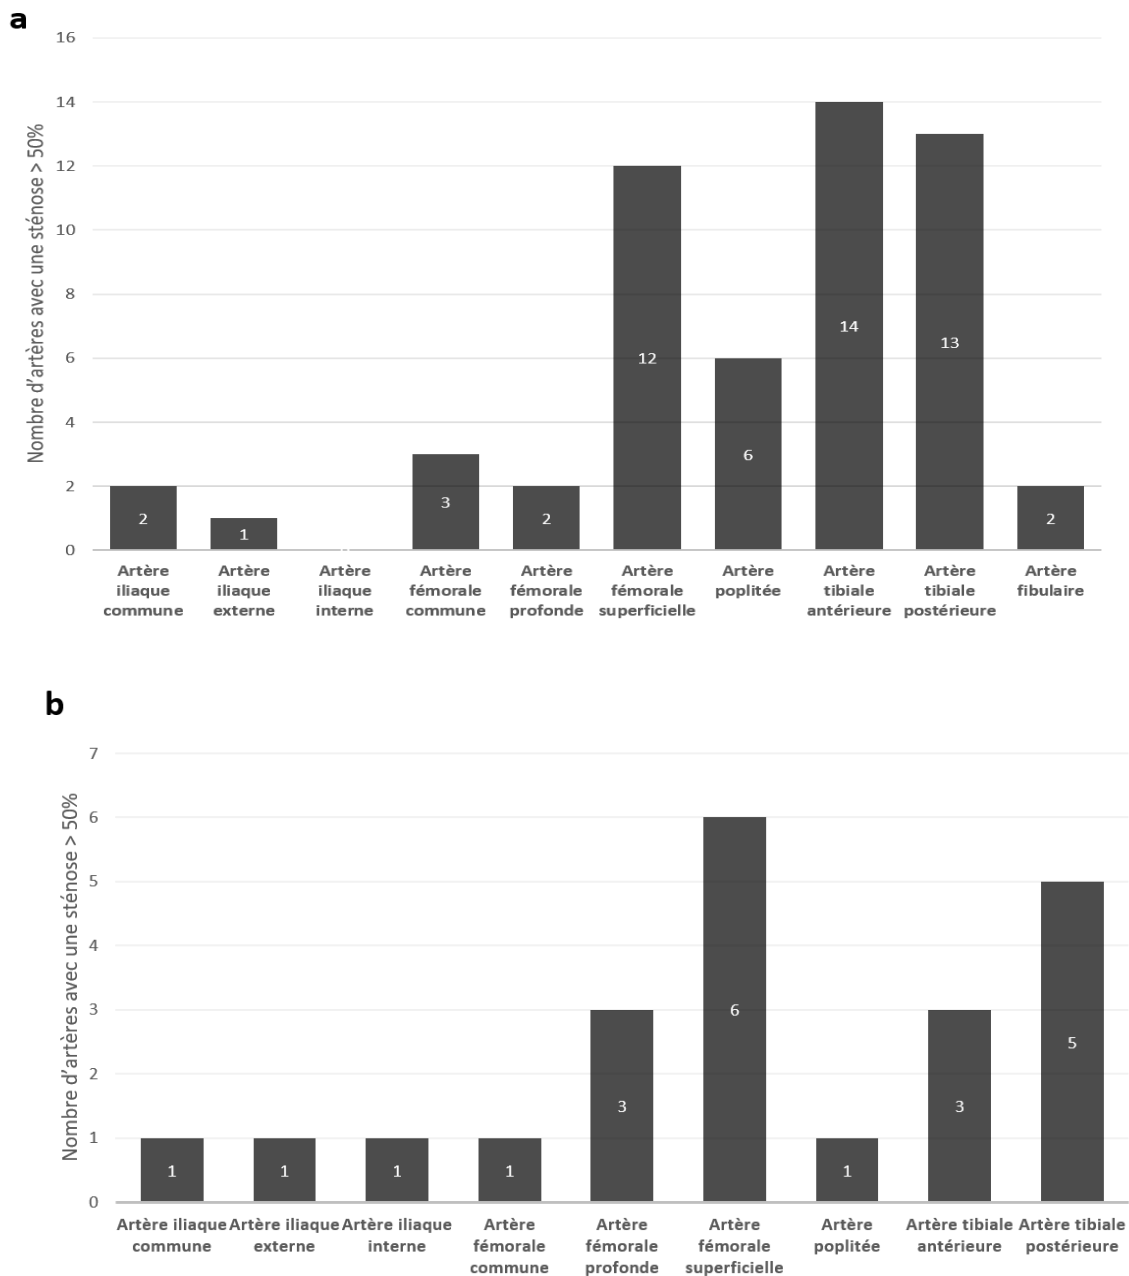 a
Nombre d’artères avec une sténose > 50%
16
14
12
10
8
6
4
2
0
2
1
3
2
12
6
14
13
2
Artère iliaque commune
Artère iliaque externe
Artère iliaque interne
Artère fémorale commune
Artère fémorale profonde
Artère fémorale superficielle
Artère poplitée
Artère tibiale antérieure
Artère tibiale postérieure
Artère fibulaire
b
Nombre d’artères avec une sténose > 50%
7
6
5
4
3
2
1
0
1
1
1
1
3
6
1
3
5
Artère iliaque commune
Artère iliaque externe
Artère iliaque interne
Artère fémorale commune
Artère fémorale profonde
Artère fémorale superficielle
Artère poplitée
Artère tibiale antérieure
Artère tibiale postérieure